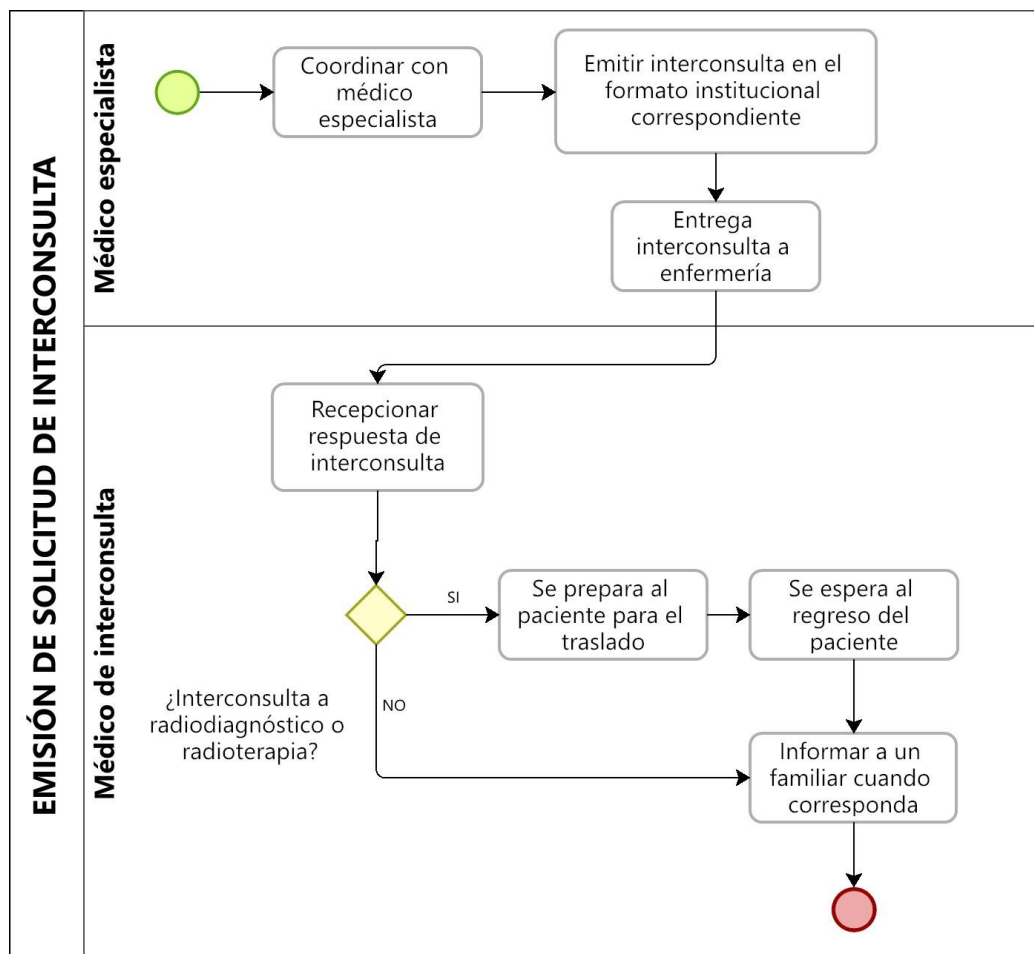 EMISIÓN DE SOLICITUD DE INTERCONSULTA
Médico especialista
Coordinar con
médico
especialista
Emitir interconsulta en el
formato institucional
correspondiente
Entrega
interconsulta a
enfermería
Médico de interconsulta
Recepcionar
respuesta de
interconsulta
¿Interconsulta a
radiodiagnóstico o
radioterapia?
SI
Se prepara al
paciente para el
traslado
Se espera al
regreso del
paciente
NO
Informar a un
familiar cuando
corresponda